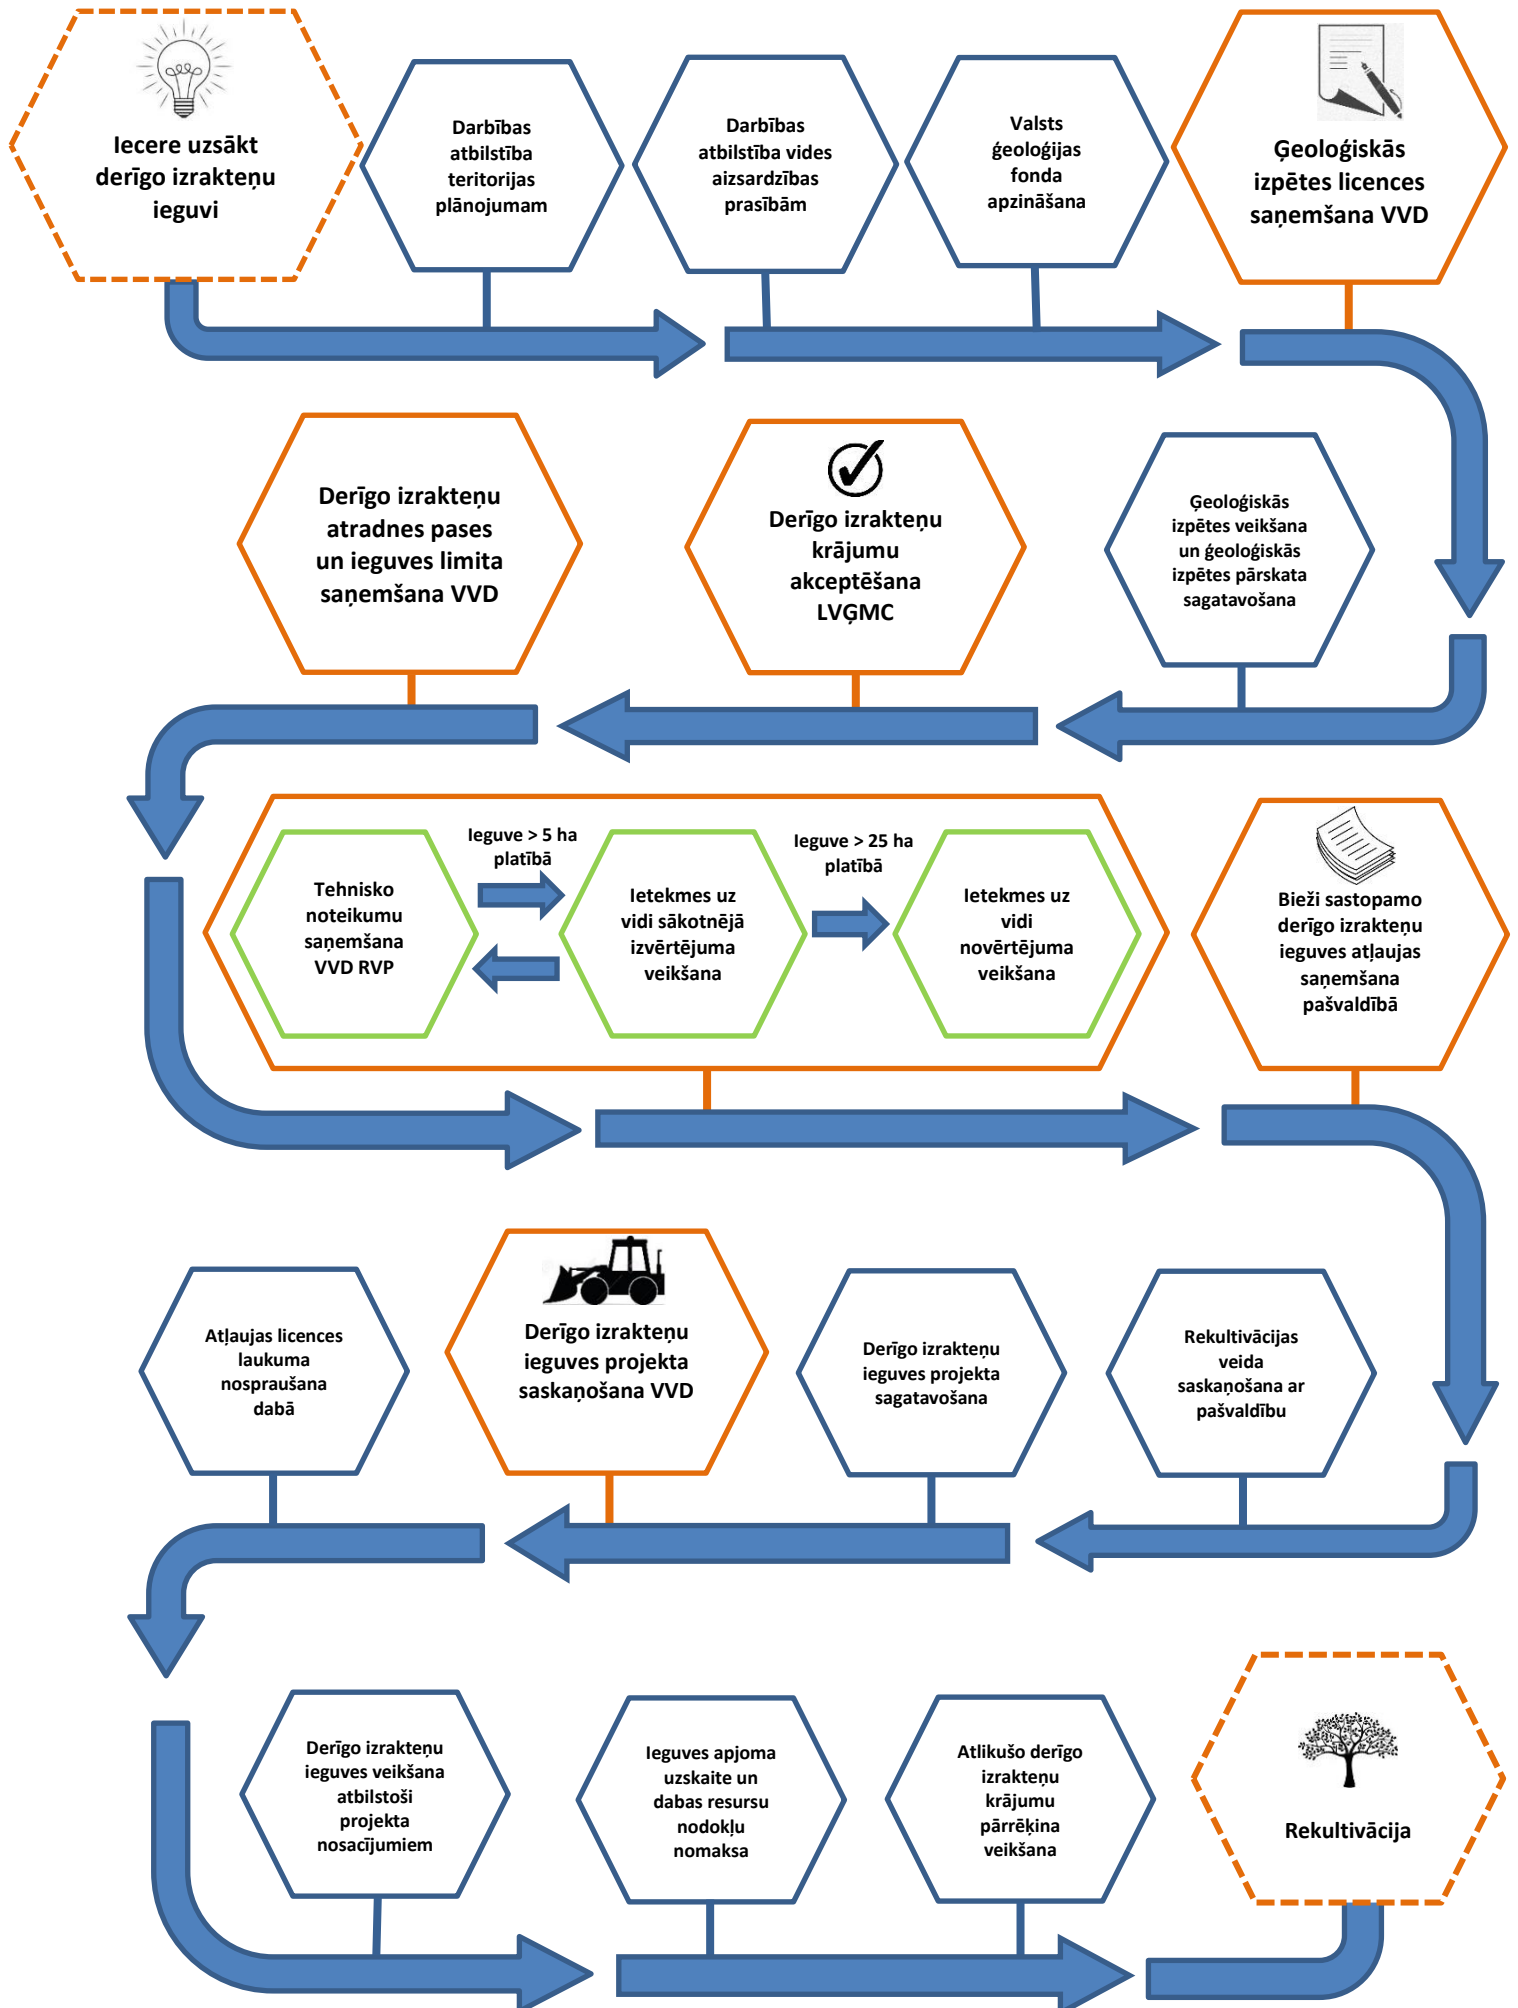 Iecere uzsākt
derīgo izrakteņu
ieguvi
Darbības
atbilstība
teritorijas
plānojumam
Darbības
atbilstība vides
aizsardzības
prasībām
Valsts
ģeoloģijas
fonda
apzināšana
Ģeoloģiskās
izpētes licences
saņemšana VVD
Ģeoloģiskās
izpētes veikšana
un ģeoloģiskās
izpētes pārskata
sagatavošana
Derīgo izrakteņu
krājumu
akceptēšana
LVĢMC
Derīgo izrakteņu
atradnes pases
un ieguves limita
saņemšana VVD
Tehnisko
noteikumu
saņemšana
VVD RVP
Ieguve > 5 ha
platībā
Ietekmes uz
vidi sākotnējā
izvērtējuma
veikšana
Ieguve > 25 ha
platībā
Ietekmes uz
vidi
novērtējuma
veikšana
Bieži sastopamo
derīgo izrakteņu
ieguves atļaujas
saņemšana
pašvaldībā
Rekultivācijas
veida
saskaņošana ar
pašvaldību
Derīgo izrakteņu
ieguves projekta
sagatavošana
Derīgo izrakteņu
ieguves projekta
saskaņošana VVD
Atļaujas licences
laukuma
nospraušana
dabā
Derīgo izrakteņu
ieguves veikšana
atbilstoši
projekta
nosacījumiem
Ieguves apjoma
uzskaite un
dabas resursu
nodokļu
nomaksa
Atlikušo derīgo
izrakteņu
krājumu
pārrēķina
veikšana
Rekultivācija